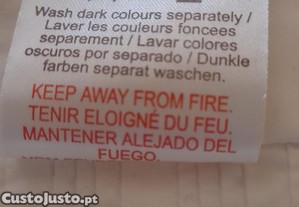 Wash dark colours separately /
Laver les couleurs foncees
separement / Lavar colores
oscuros por separado / Dunkle
farben separat waschen.
KEEP AWAY FROM FIRE.
TENIR ELOIGNÉ DU FEU.
MANTENER ALEJADO DEL
FUEGO.
CustoJusto.pt